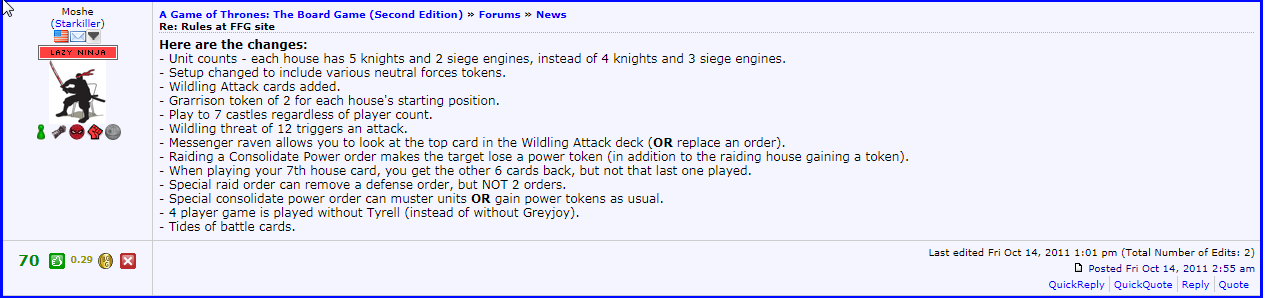 Moshe
(Starkiller)
LAZY NINJA
A Game of Thrones: The Board Game (Second Edition) » Forums » News
Re: Rules at FFG site
Here are the changes:
- Unit counts - each house has 5 knights and 2 siege engines, instead of 4 knights and 3 siege engines.
- Setup changed to include various neutral forces tokens.
- Wildling Attack cards added.
- Grarrison token of 2 for each house's starting position.
- Play to 7 castles regardless of player count.
- Wildling threat of 12 triggers an attack.
- Messenger raven allows you to look at the top card in the Wildling Attack deck (OR replace an order).
- Raiding a Consolidate Power order makes the target lose a power token (in addition to the raiding house gaining a token).
- When playing your 7th house card, you get the other 6 cards back, but not that last one played.
- Special raid order can remove a defense order, but NOT 2 orders.
- Special consolidate power order can muster units OR gain power tokens as usual.
- 4 player game is played without Tyrell (instead of without Greyjoy).
- Tides of battle cards.
70 0.29
Last edited Fri Oct 14, 2011 1:01 pm (Total Number of Edits: 2)
Posted Fri Oct 14, 2011 2:55 am
QuickReply QuickQuote Reply Quote